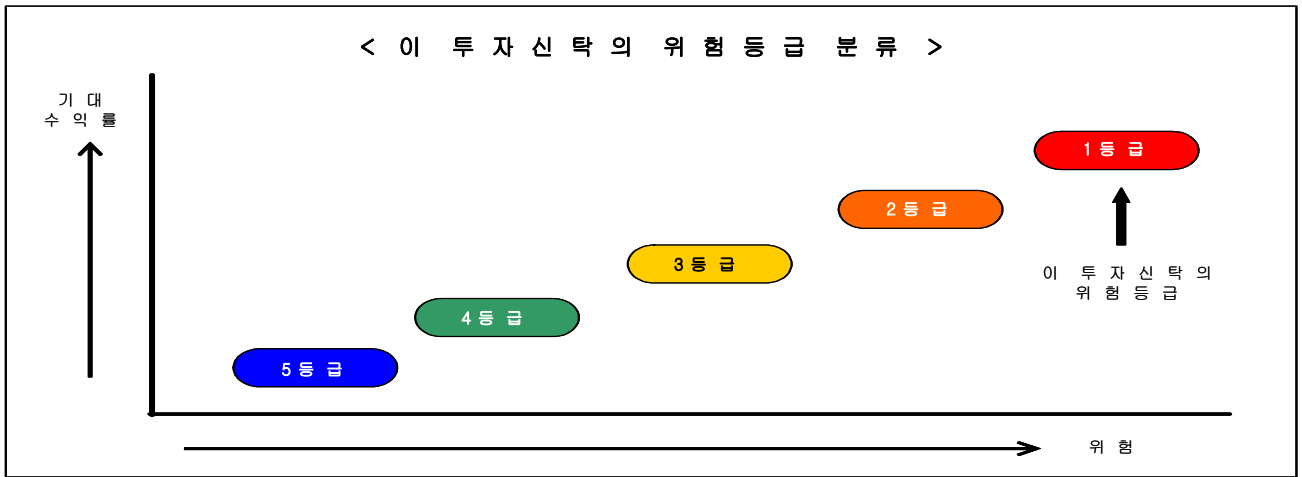 < 이 투자신탁의 위험등급 분류 >
기대
수익률
1등급
2등급
3등급
이 투자신탁의
위험등급
4등급
5등급
위험